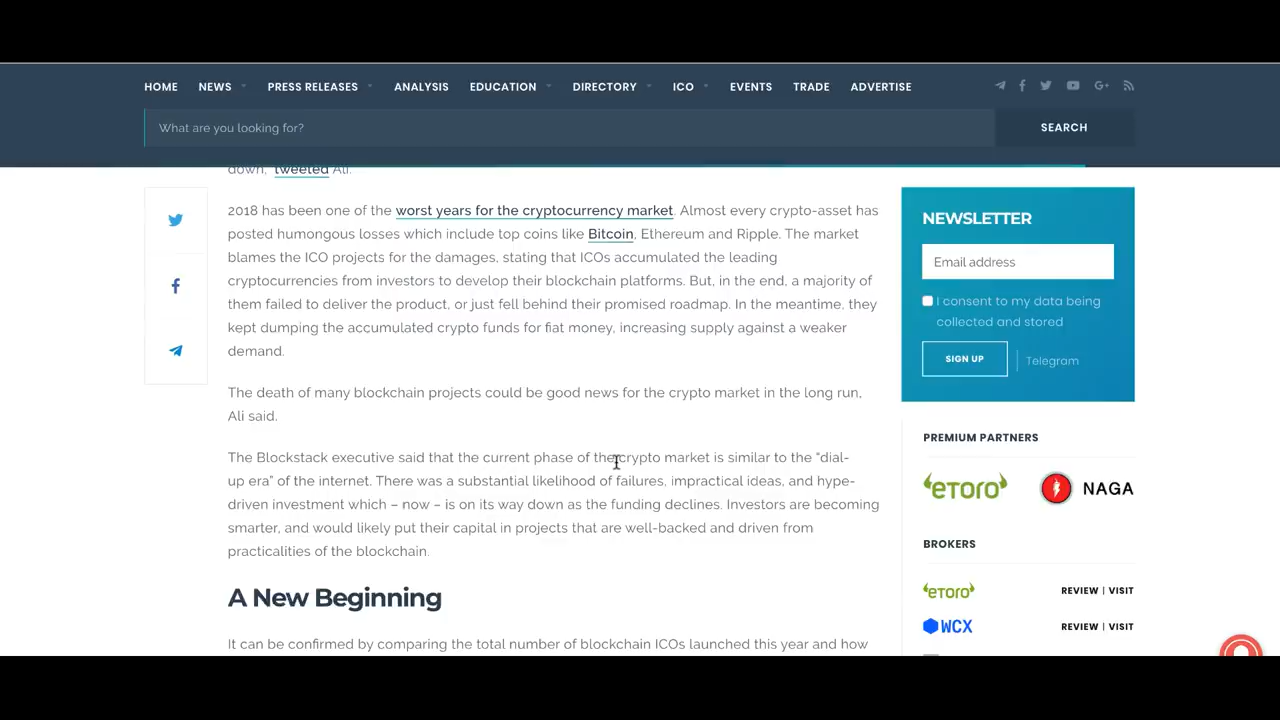 HOME NEWS PRESS RELEASES ANALYSIS EDUCATION DIRECTORY ICO EVENTS TRADE ADVERTISE
What are you looking for?
SEARCH
down," tweeted Ali.
2018 has been one of the worst years for the cryptocurrency market. Almost every crypto-asset has
posted humongous losses which include top coins like Bitcoin, Ethereum and Ripple. The market
blames the ICO projects for the damages, stating that ICOs accumulated the leading
cryptocurrencies from investors to develop their blockchain platforms. But, in the end, a majority of
them failed to deliver the product, or just fell behind their promised roadmap. In the meantime, they
kept dumping the accumulated crypto funds for fiat money, increasing supply against a weaker
demand.
The death of many blockchain projects could be good news for the crypto market in the long run,
Ali said.
The Blockstack executive said that the current phase of the crypto market is similar to the “dial-
up era” of the internet. There was a substantial likelihood of failures, impractical ideas, and hype-
driven investment which – now – is on its way down as the funding declines. Investors are becoming
smarter, and would likely put their capital in projects that are well-backed and driven from
practicalities of the blockchain.
A New Beginning
It can be confirmed by comparing the total number of blockchain ICOs launched this year and how
NEWSLETTER
Email address
I consent to my data being
collected and stored
SIGN UP
Telegram
PREMIUM PARTNERS
eToro
NAGA
BROKERS
eToro
REVIEW | VISIT
WCX
REVIEW | VISIT